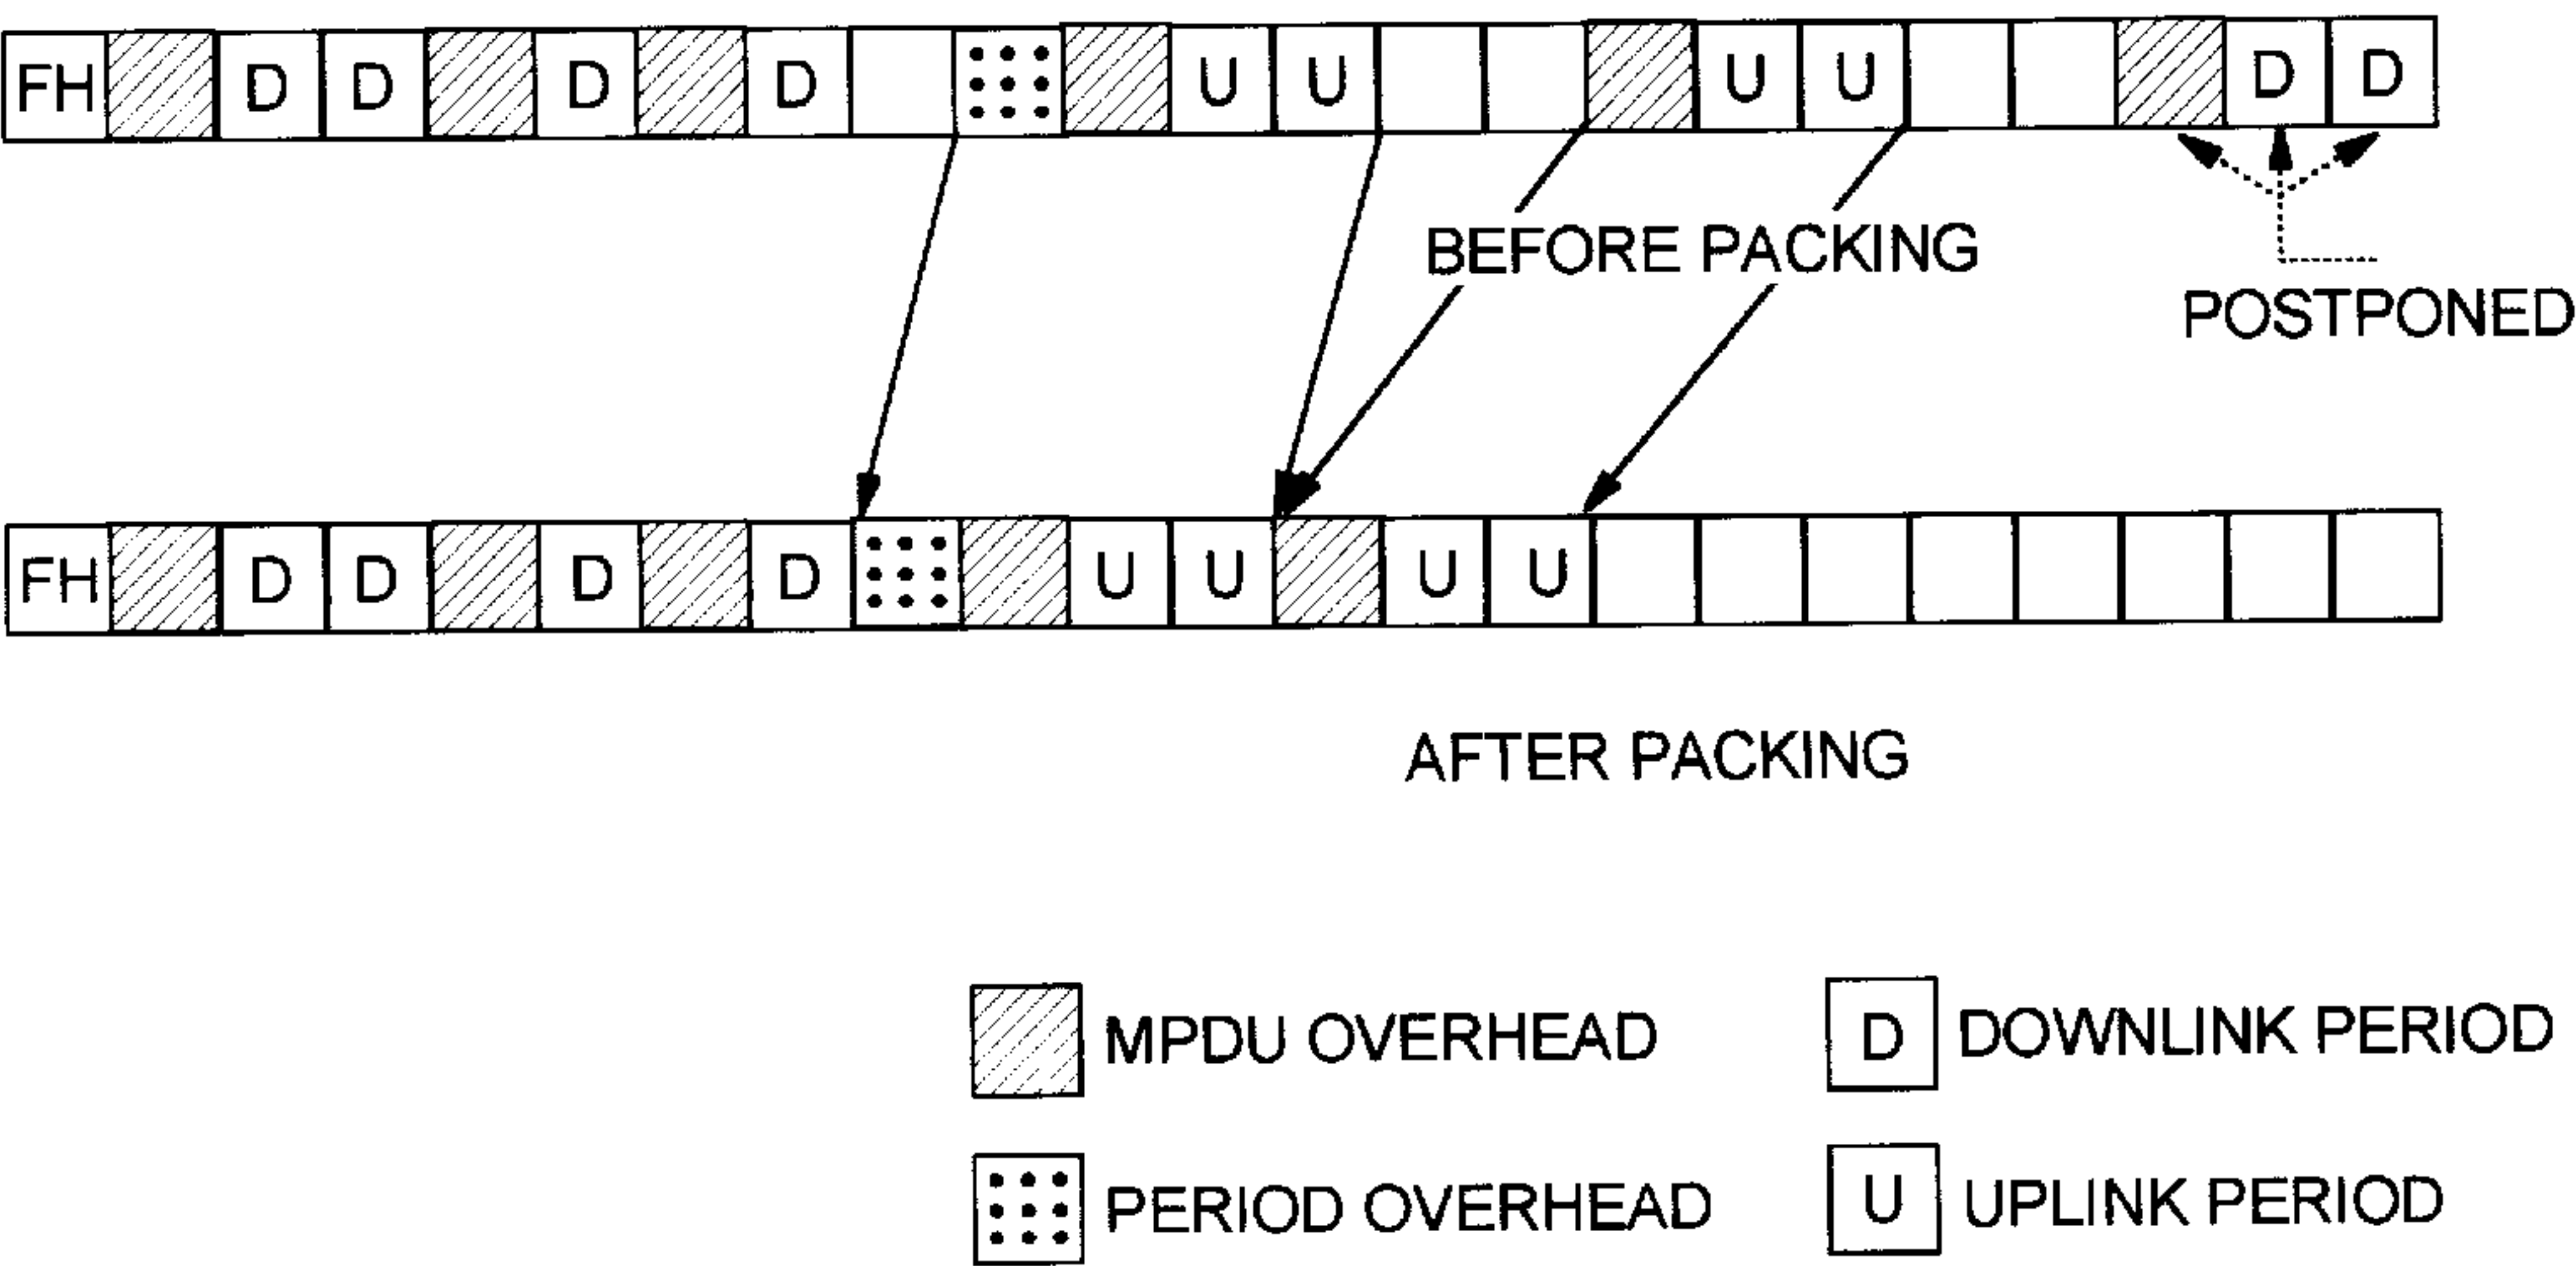 FH D D D D U U U U D D
BEFORE PACKING
POSTPONED
FH D D D D U U U U
AFTER PACKING
MPDU OVERHEAD D DOWNLINK PERIOD
PERIOD OVERHEAD U UPLINK PERIOD